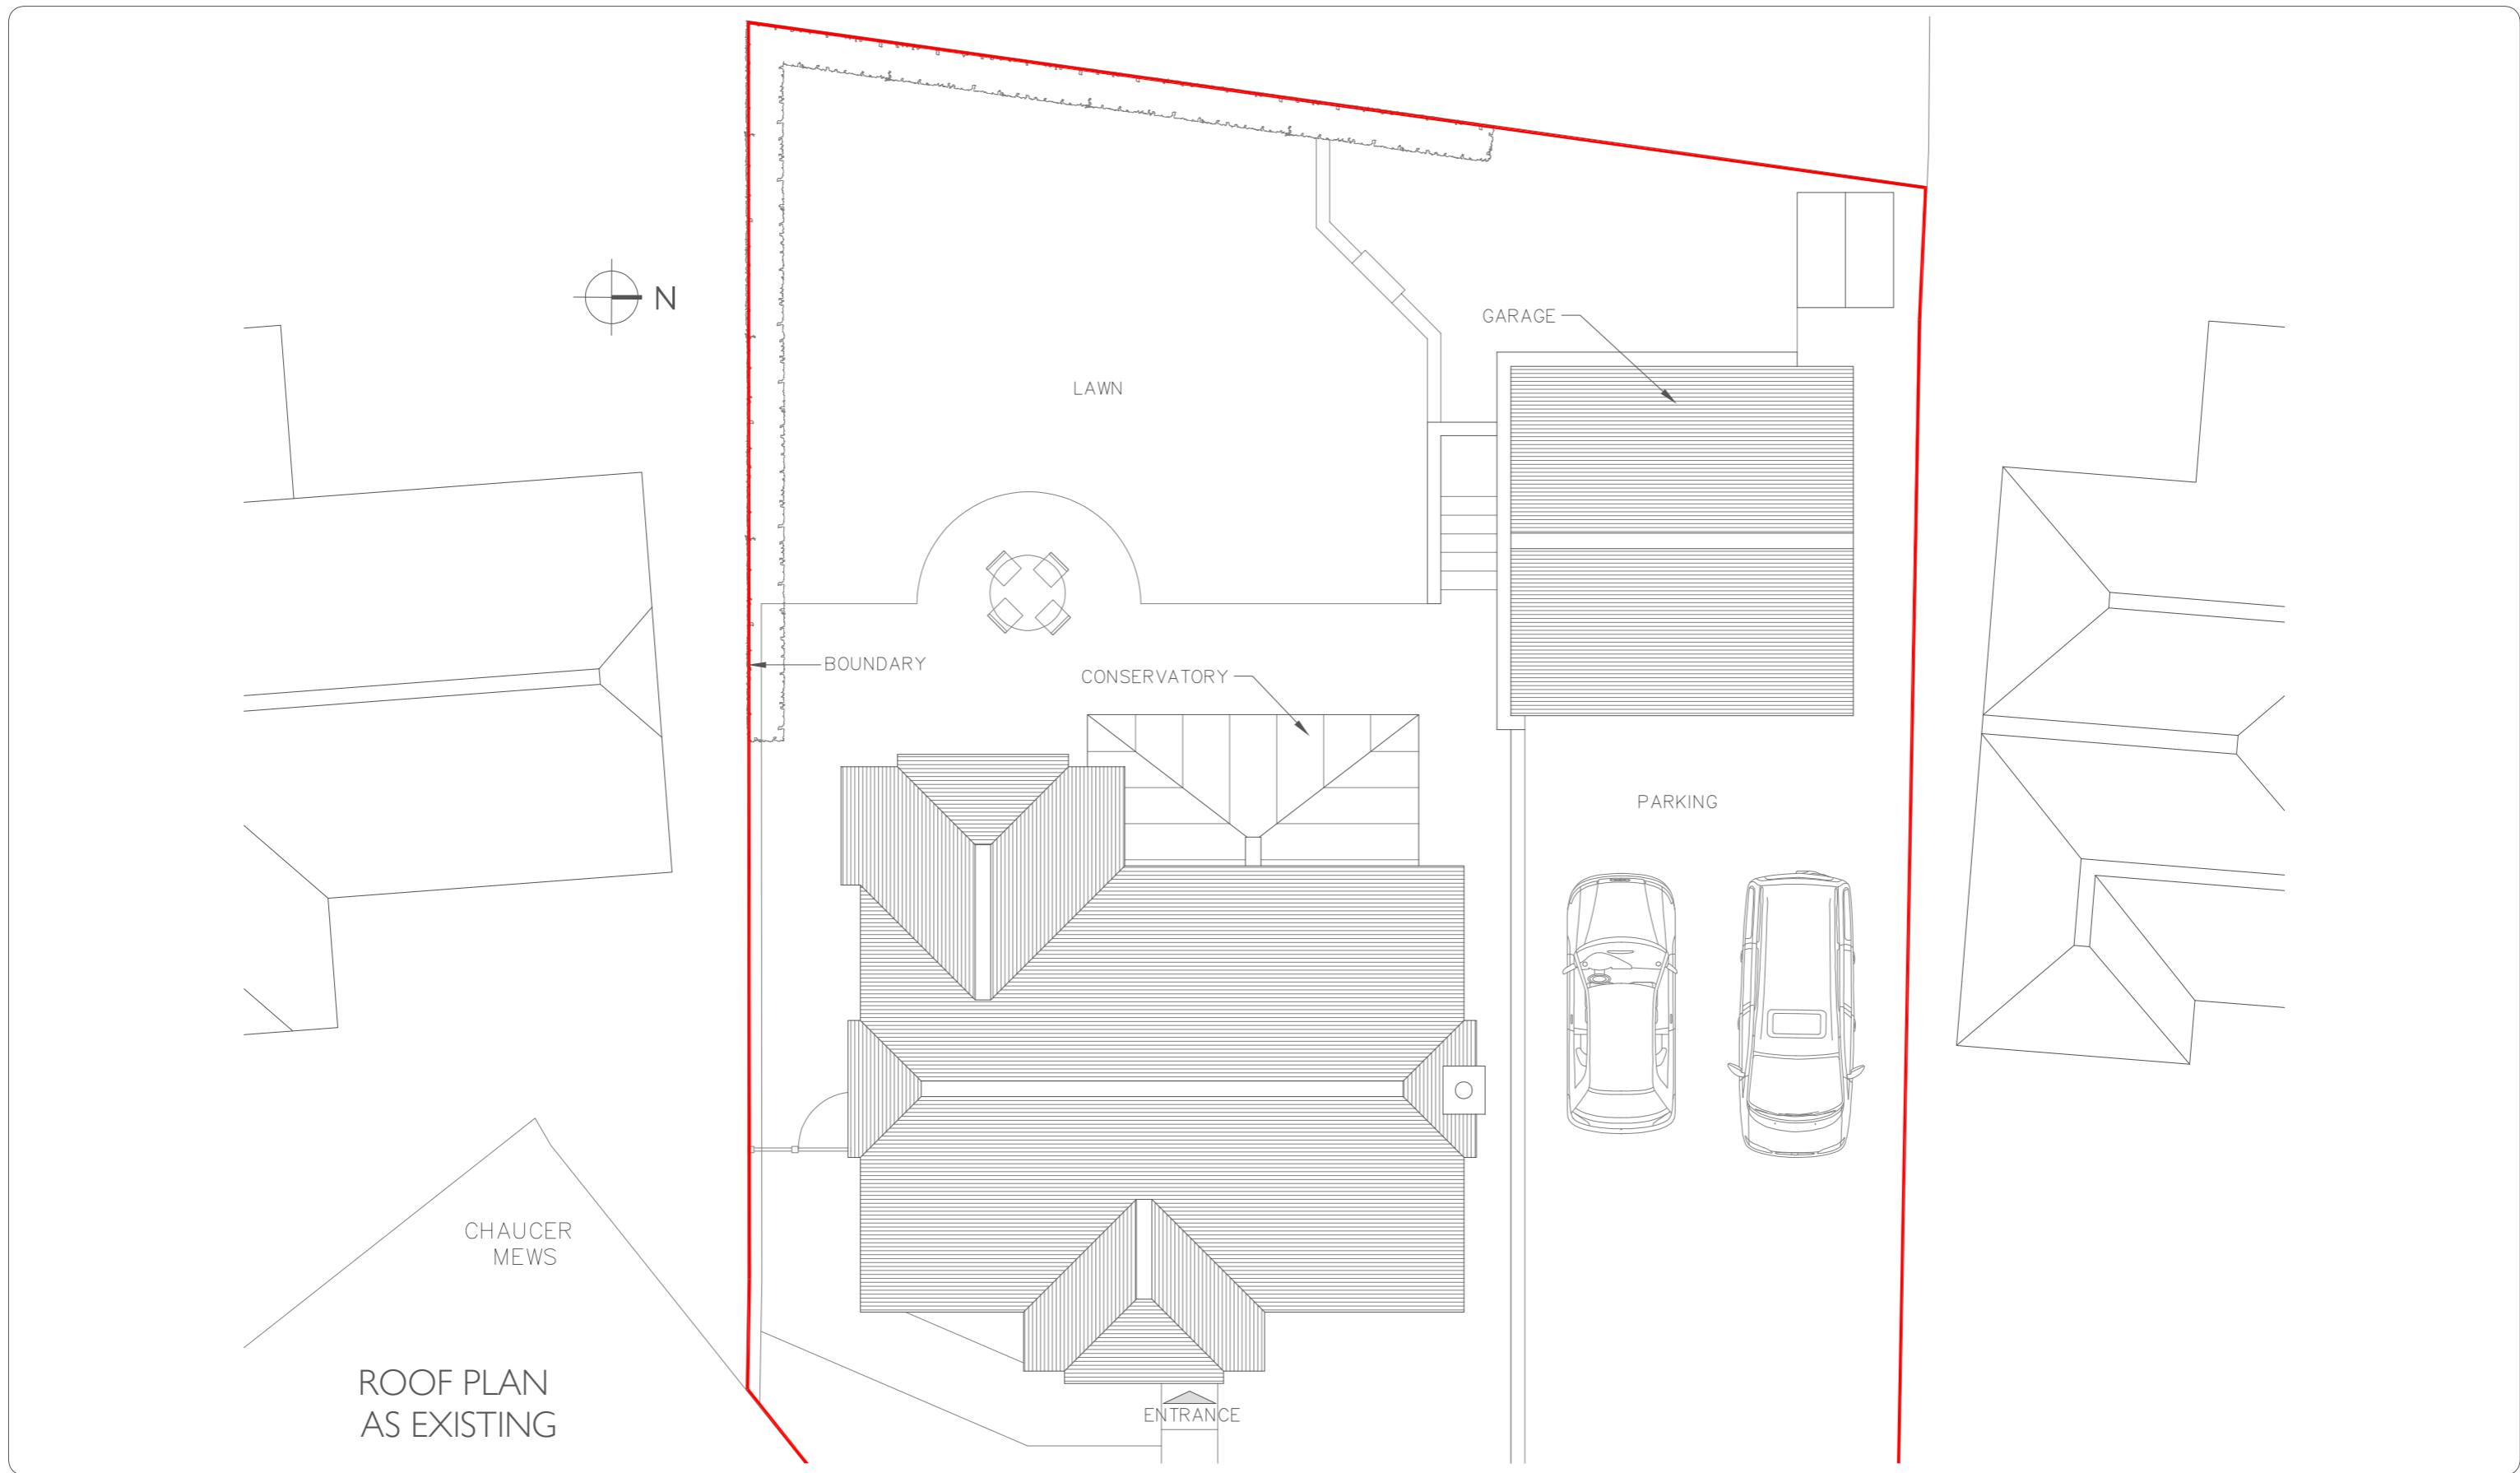 N
GARAGE
LAWN
BOUNDARY
CONSERVATORY
PARKING
CHAUCER
MEWS
ROOF PLAN
AS EXISTING
ENTRANCE